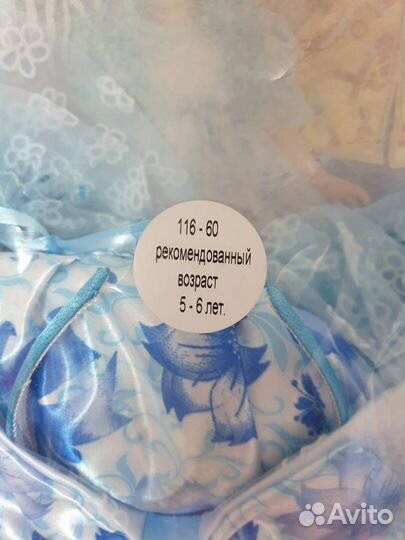 116 - 60
рекомендованный
возраст
5 - 6 лет.
Avito